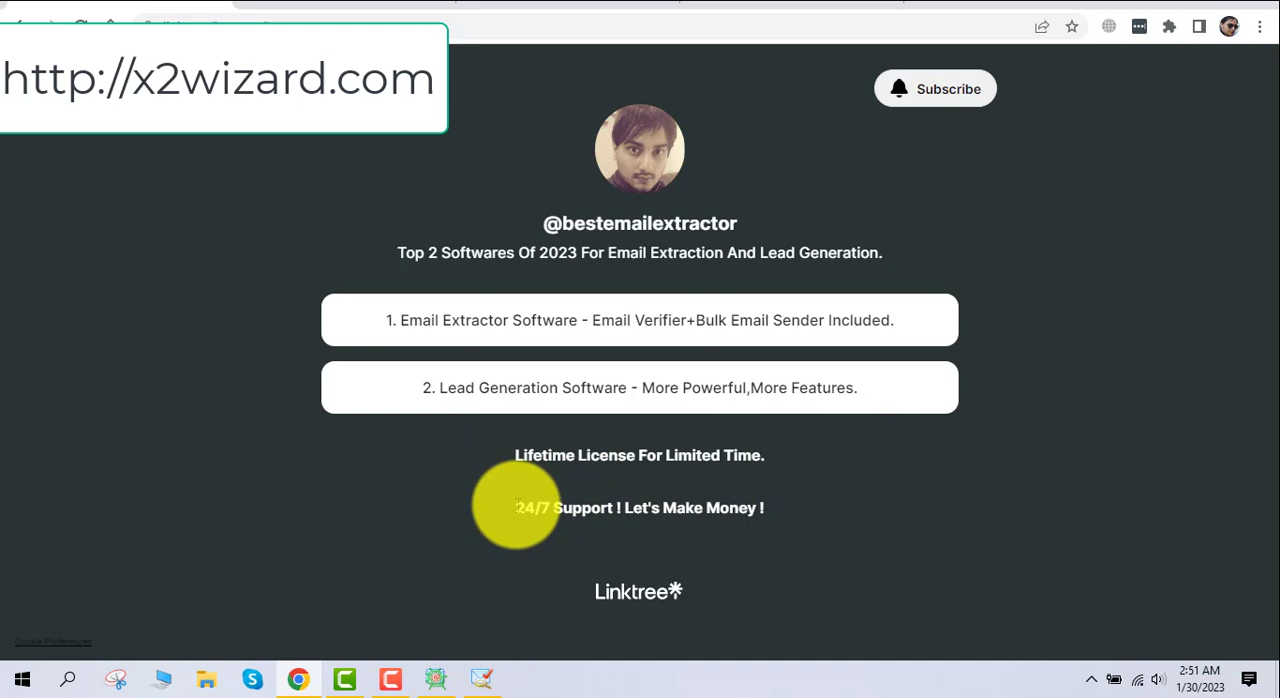 http://x2wizard.com
Subscribe
@bestemailextractor
Top 2 Softwares Of 2023 For Email Extraction And Lead Generation.
1. Email Extractor Software - Email Verifier+Bulk Email Sender Included.
2. Lead Generation Software - More Powerful,More Features.
Lifetime License For Limited Time.
24/7 Support ! Let's Make Money !
Linktree
Cookie Preferences
2:51 AM
1/30/2023